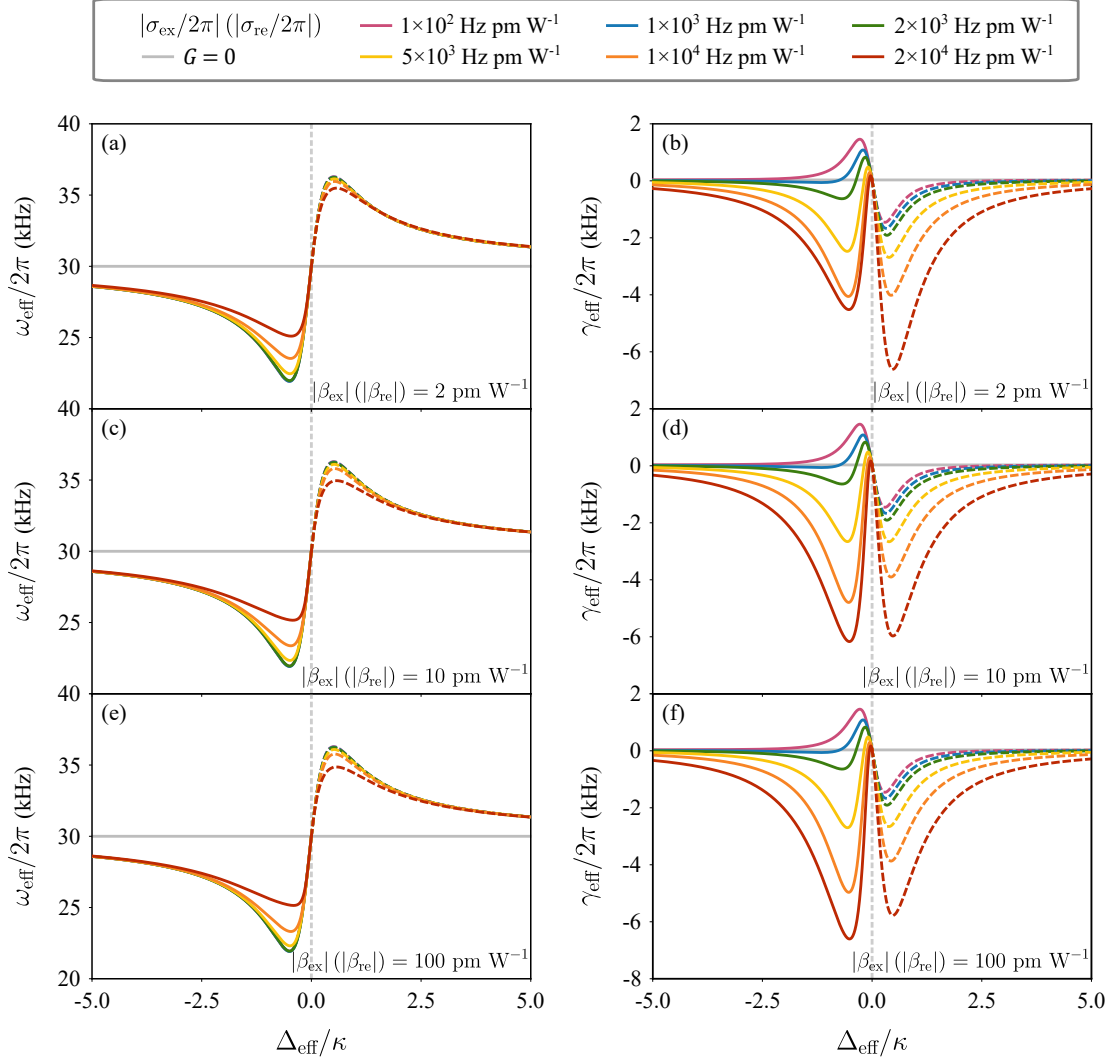 |σex/2π| (|σre/2π|) 1×10² Hz pm W⁻¹ 1×10³ Hz pm W⁻¹ 2×10³ Hz pm W⁻¹
G = 0 5×10³ Hz pm W⁻¹ 1×10⁴ Hz pm W⁻¹ 2×10⁴ Hz pm W⁻¹
(a)
40
35
30
25
40
ωeff/2π (kHz)
|βex| (|βre|) = 2 pm W⁻¹
(b)
2
0
-2
-4
-6
2
γeff/2π (kHz)
|βex| (|βre|) = 2 pm W⁻¹
(c)
35
30
25
40
ωeff/2π (kHz)
|βex| (|βre|) = 10 pm W⁻¹
(d)
0
-2
-4
-6
2
γeff/2π (kHz)
|βex| (|βre|) = 10 pm W⁻¹
(e)
35
30
25
20
ωeff/2π (kHz)
|βex| (|βre|) = 100 pm W⁻¹
-5.0 -2.5 0.0 2.5 5.0
Δeff/κ
(f)
0
-2
-4
-6
-8
γeff/2π (kHz)
|βex| (|βre|) = 100 pm W⁻¹
-5.0 -2.5 0.0 2.5 5.0
Δeff/κ